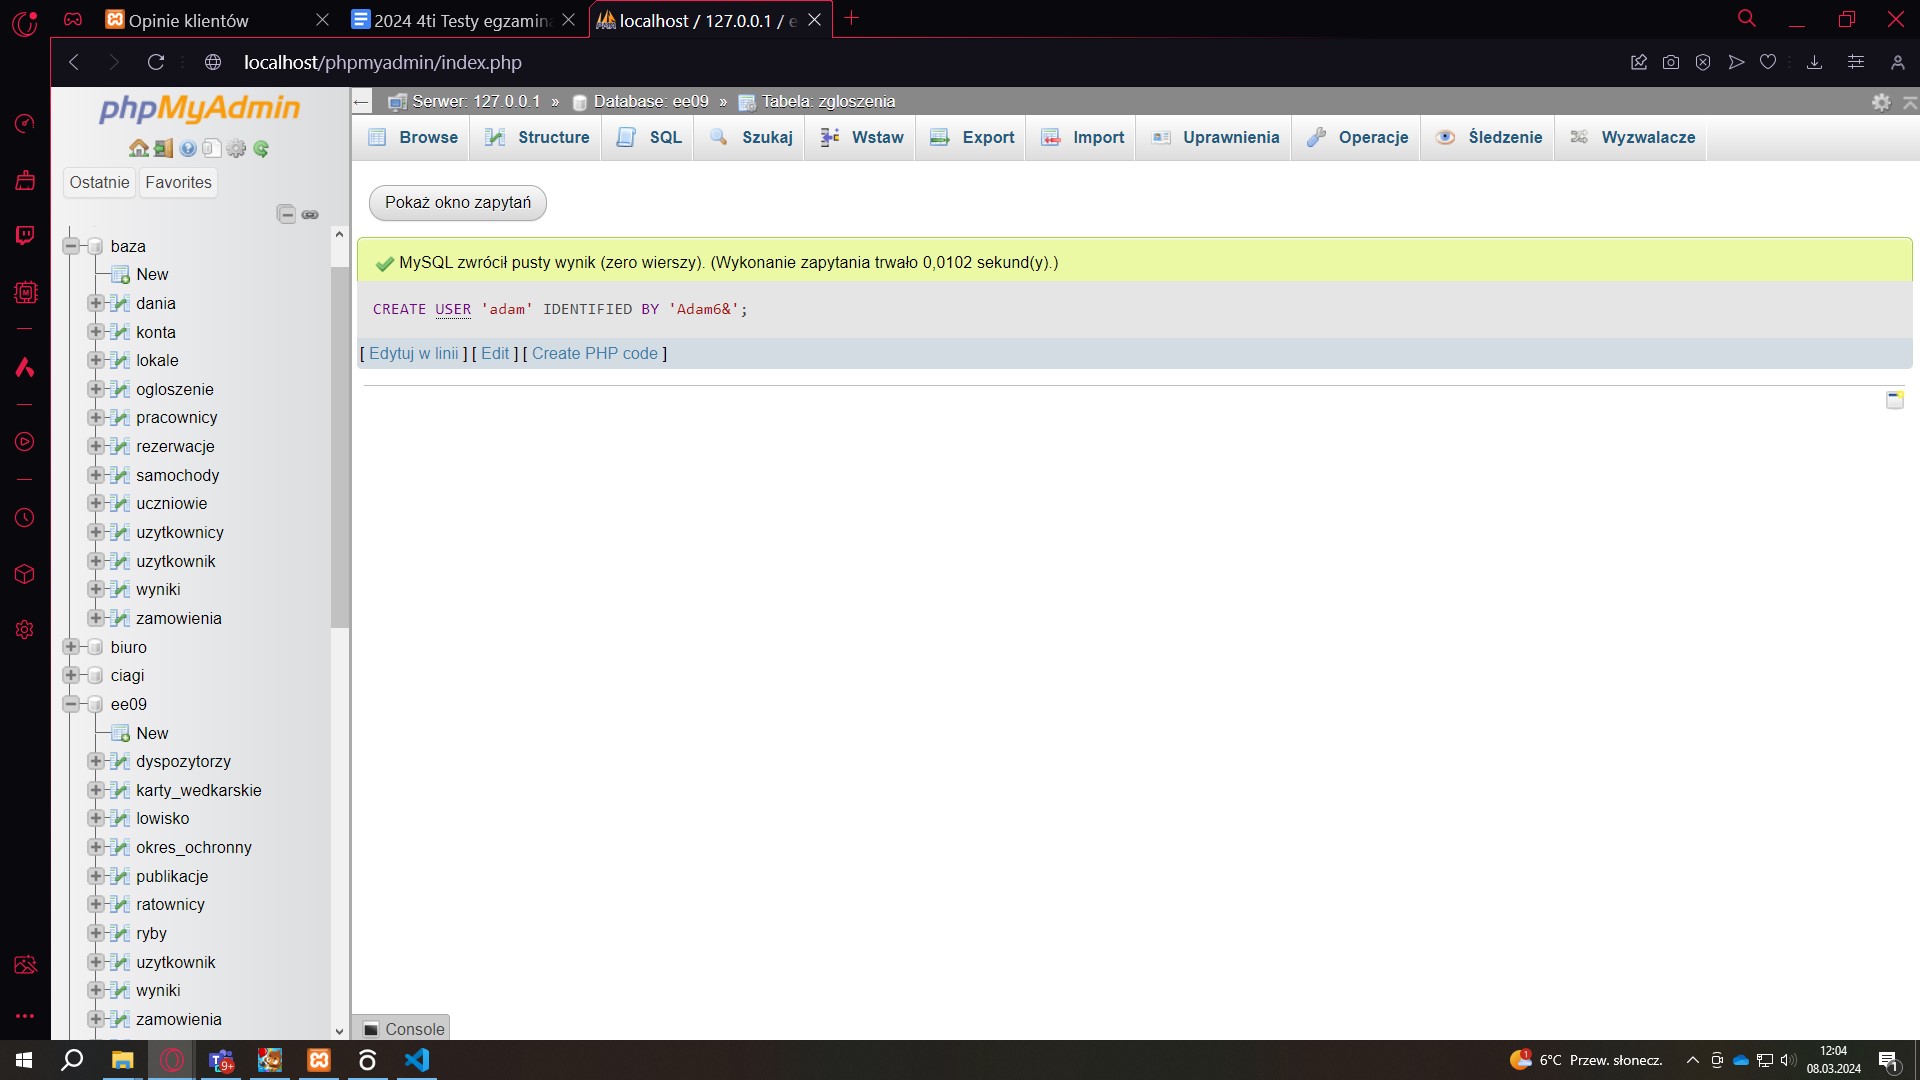 Opinie klientów
2024 4ti Testy egzamina
localhost / 127.0.0.1 / e
localhost/phpmyadmin/index.php
phpMyAdmin
Ostatnie
Favorites
baza
New
dania
konta
lokale
ogloszenie
pracownicy
rezerwacje
samochody
uczniowie
uzytkownicy
uzytkownik
wyniki
zamowienia
biuro
ciagi
ee09
New
dyspozytorzy
karty_wedkarskie
lowisko
okres_ochronny
publikacje
ratownicy
ryby
uzytkownik
wyniki
zamowienia
Serwer: 127.0.0.1 » Database: ee09 » Tabela: zgloszenia
Browse Structure SQL Szukaj Wstaw Export Import Uprawnienia Operacje Śledzenie Wyzwalacze
Pokaż okno zapytań
MySQL zwrócił pusty wynik (zero wierszy). (Wykonanie zapytania trwało 0,0102 sekund(y).)
CREATE USER 'adam' IDENTIFIED BY 'Adam6&';
[ Edytuj w linii ] [ Edit ] [ Create PHP code ]
Console
9+
1
6°C Przew. słonecz.
12:04
08.03.2024
1